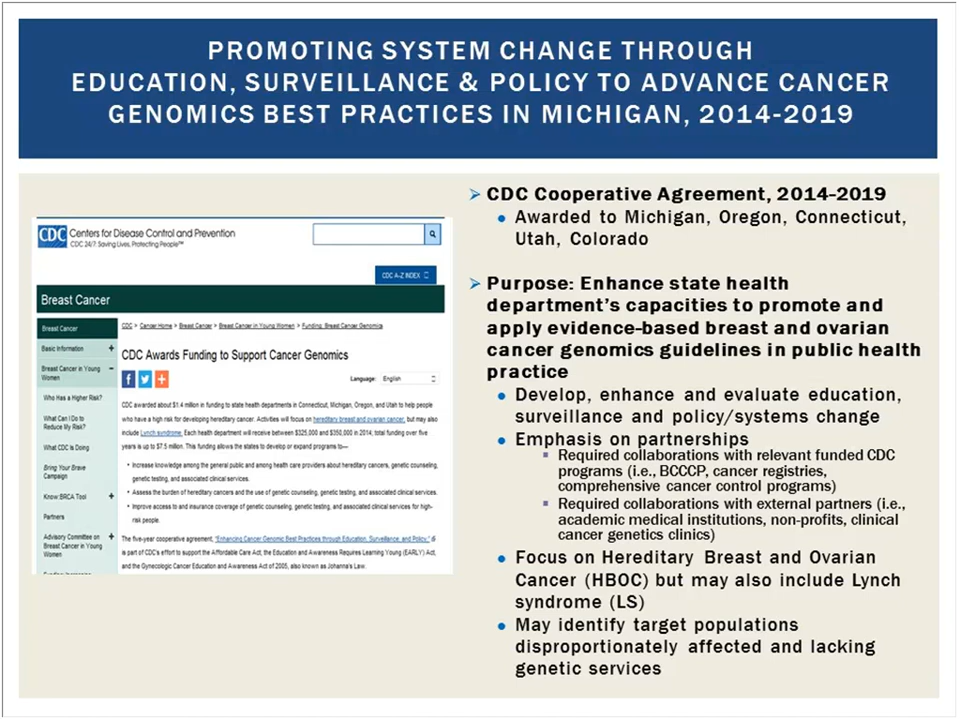 PROMOTING SYSTEM CHANGE THROUGH
EDUCATION, SURVEILLANCE & POLICY TO ADVANCE CANCER
GENOMICS BEST PRACTICES IN MICHIGAN, 2014-2019
CDC Centers for Disease Control and Prevention
CDC 24/7: Saving Lives, Protecting People™
CDC A-Z INDEX
Breast Cancer
Breast Cancer
Basic Information
Breast Cancer in Young
Women
Who Has a Higher Risk?
What Can I Do to
Reduce My Risk?
What CDC Is Doing
Bring Your Brave
Campaign
Know:BRCA Tool
Partners
Advisory Committee on
Breast Cancer in Young
Women
CDC > Cancer Home > Breast Cancer > Breast Cancer in Young Women > Funding: Breast Cancer Genomics
CDC Awards Funding to Support Cancer Genomics
Language: English
CDC awarded about $1.4 million in funding to state health departments in Connecticut, Michigan, Oregon, and Utah to help people
who have a high risk for developing hereditary cancer. Activities will focus on hereditary breast and ovarian cancer, but may also
include Lynch syndrome. Each health department will receive between $325,000 and $350,000 in 2014; total funding over five
years is up to $7.5 million. This funding allows the states to develop or expand programs to—
• Increase knowledge among the general public and among health care providers about hereditary cancers, genetic counseling,
genetic testing, and associated clinical services.
• Assess the burden of hereditary cancers and the use of genetic counseling, genetic testing, and associated clinical services.
• Improve access to and insurance coverage of genetic counseling, genetic testing, and associated clinical services for high-
risk people.
The five-year cooperative agreement, "Enhancing Cancer Genomic Best Practices through Education, Surveillance, and Policy,"
is part of CDC's effort to support the Affordable Care Act, the Education and Awareness Requires Learning Young (EARLY) Act,
and the Gynecologic Cancer Education and Awareness Act of 2005, also known as Johanna's Law.
CDC Cooperative Agreement, 2014-2019
• Awarded to Michigan, Oregon, Connecticut,
Utah, Colorado
Purpose: Enhance state health
department's capacities to promote and
apply evidence-based breast and ovarian
cancer genomics guidelines in public health
practice
• Develop, enhance and evaluate education,
surveillance and policy/systems change
• Emphasis on partnerships
▪ Required collaborations with relevant funded CDC
programs (i.e., BCCCP, cancer registries,
comprehensive cancer control programs)
▪ Required collaborations with external partners (i.e.,
academic medical institutions, non-profits, clinical
cancer genetics clinics)
• Focus on Hereditary Breast and Ovarian
Cancer (HBOC) but may also include Lynch
syndrome (LS)
• May identify target populations
disproportionately affected and lacking
genetic services